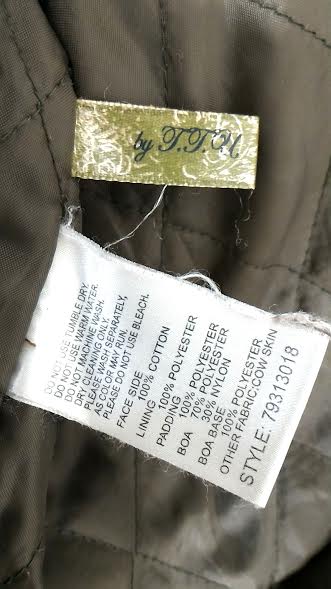 by T.T.M
DO NOT USE TUMBLE DRY.
DO NOT USE WARM WATER.
DO NOT MACHINE WASH.
DRY CLEANING ONLY.
PLEASE WASH SEPARATELY,
AS COLOR MAY RUN.
PLEASE DO NOT USE BLEACH.
FACE SIDE
100% COTTON
LINING
100% POLYESTER
PADDING
100% POLYESTER
BOA 70% POLYESTER
30% NYLON
BOA BASE
100% POLYESTER
OTHER FABRIC:COW SKIN
STYLE: 79313018